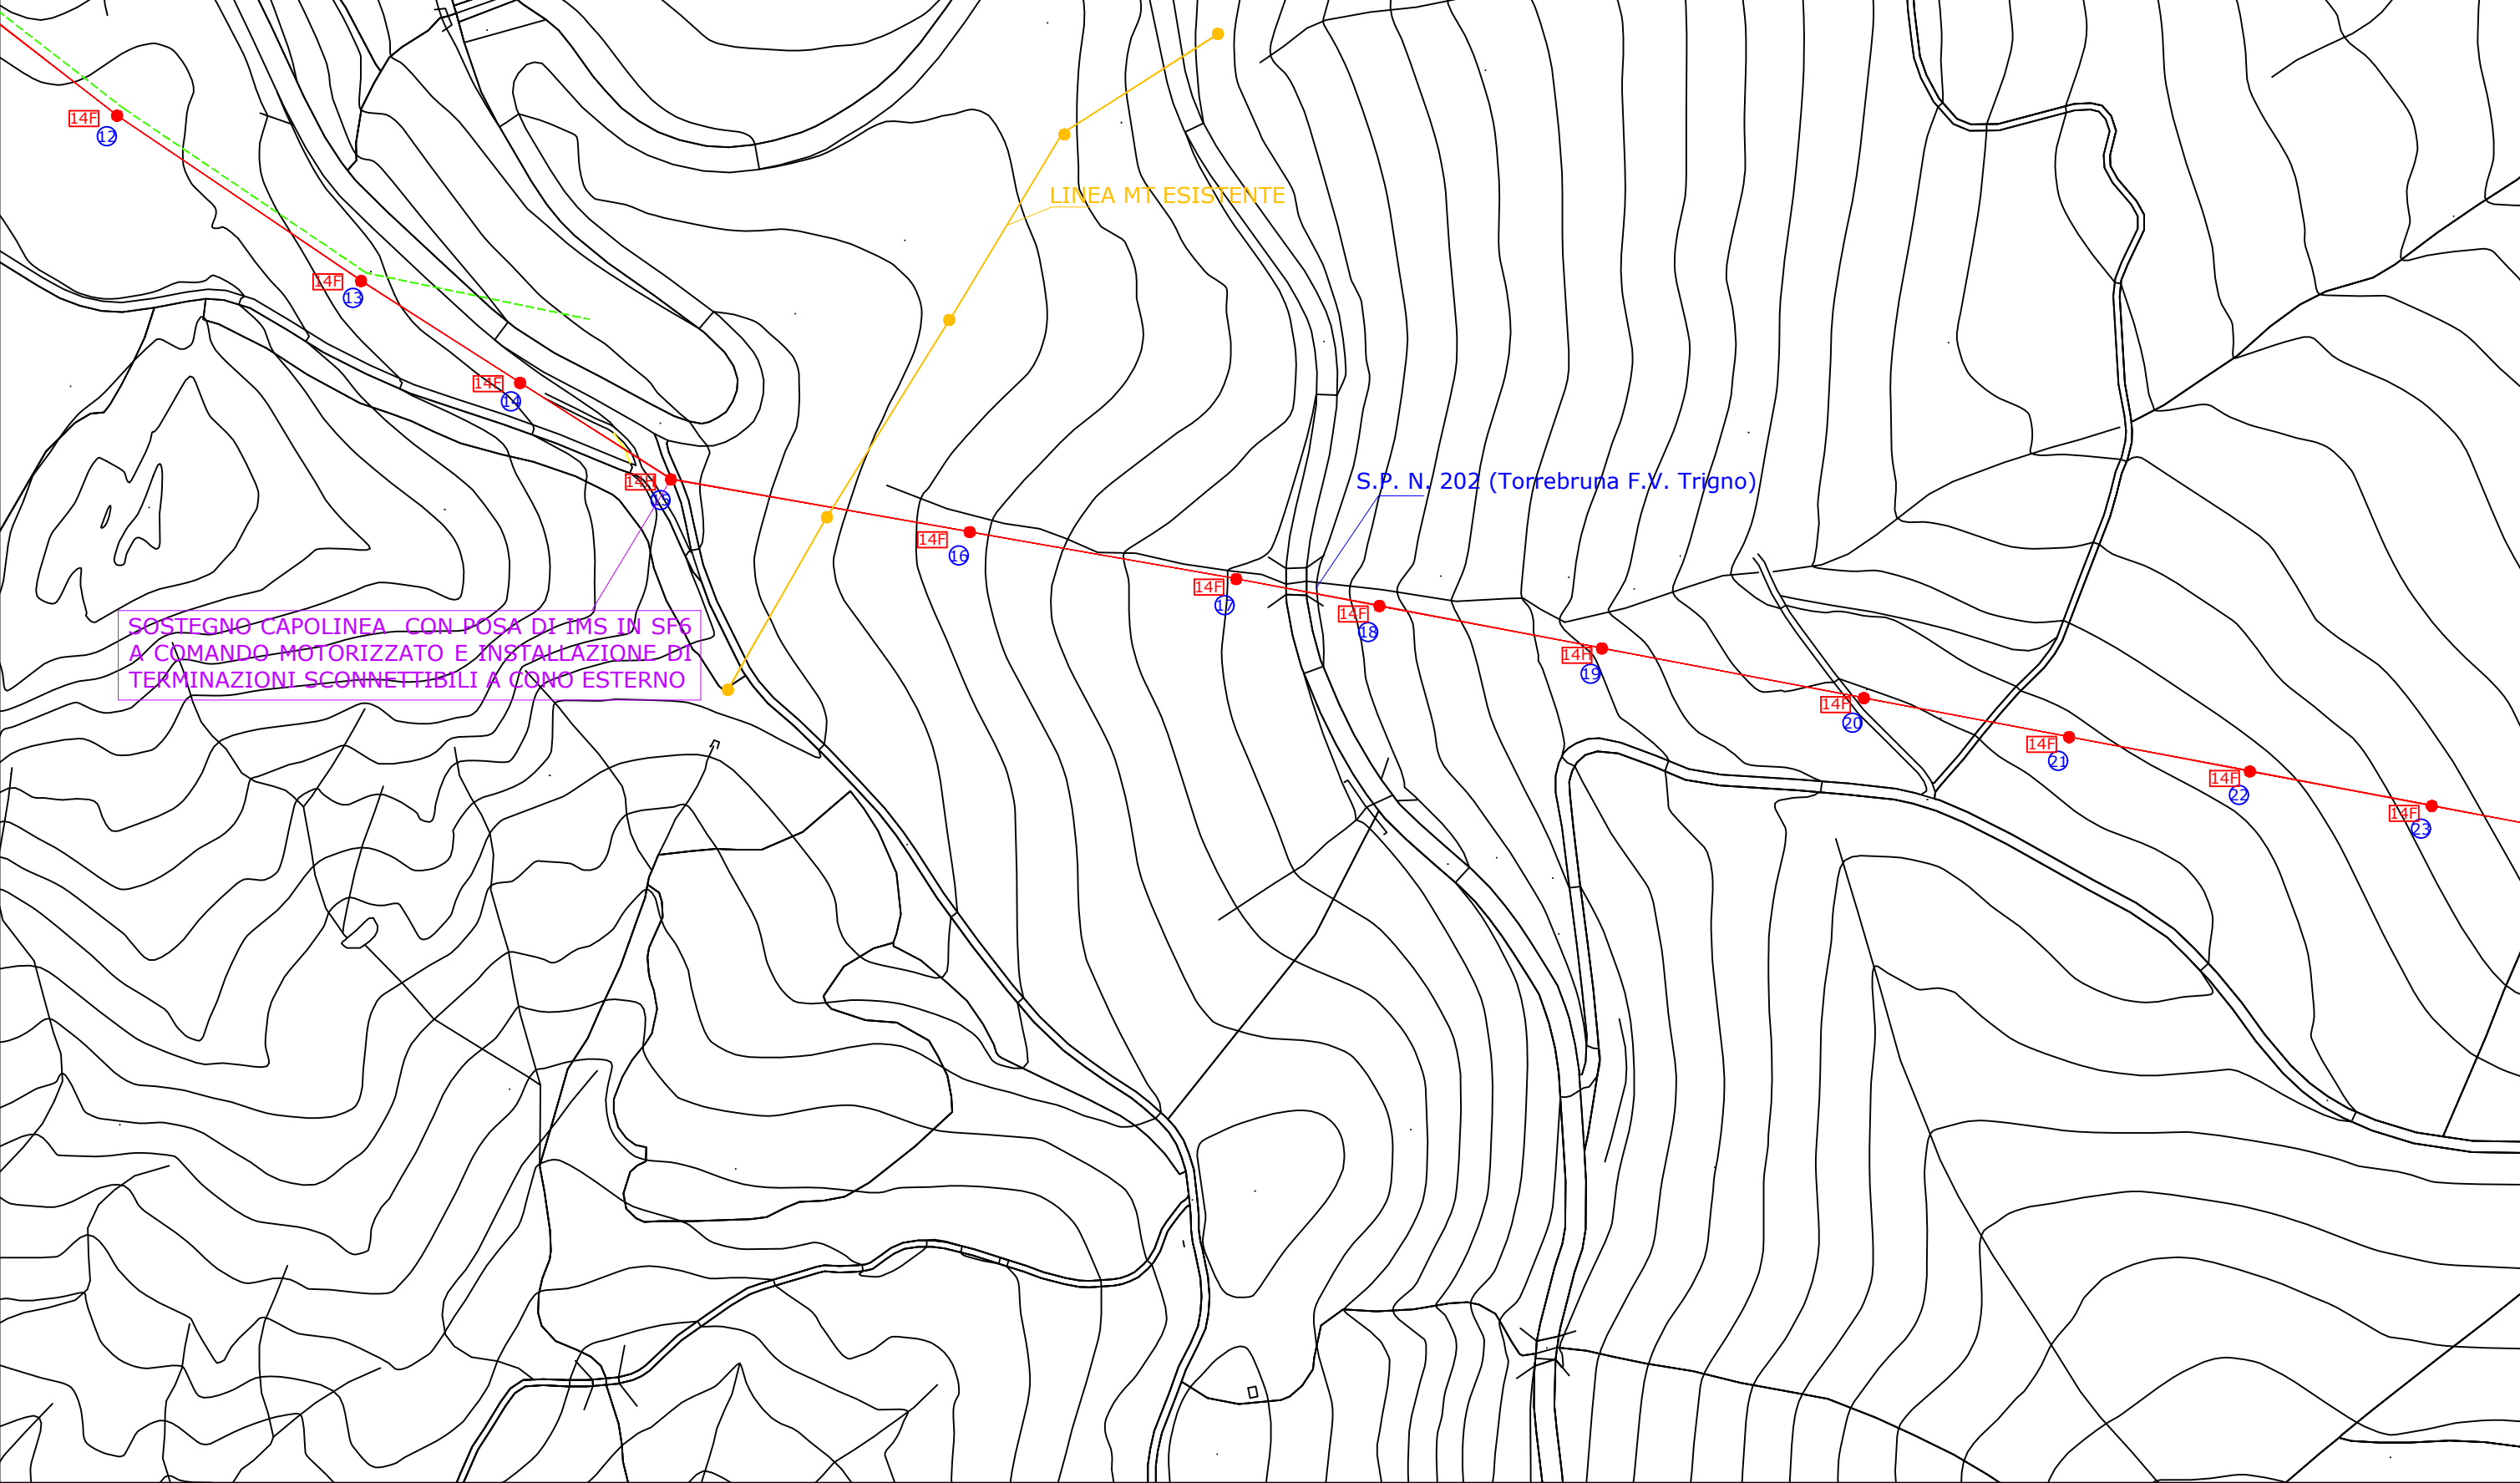 14F
12
LINEA MT ESISTENTE
14F
13
14F
14
14H
15
S.P. N. 202 (Torrebruna F.V. Trigno)
14F
16
14F
17
14F
18
14H
19
14F
20
14F
21
14F
22
14F
23
SOSTEGNO CAPOLINEA CON POSA DI IMS IN SF6
A COMANDO MOTORIZZATO E INSTALLAZIONE DI
TERMINAZIONI SCONNETTIBILI A CONO ESTERNO